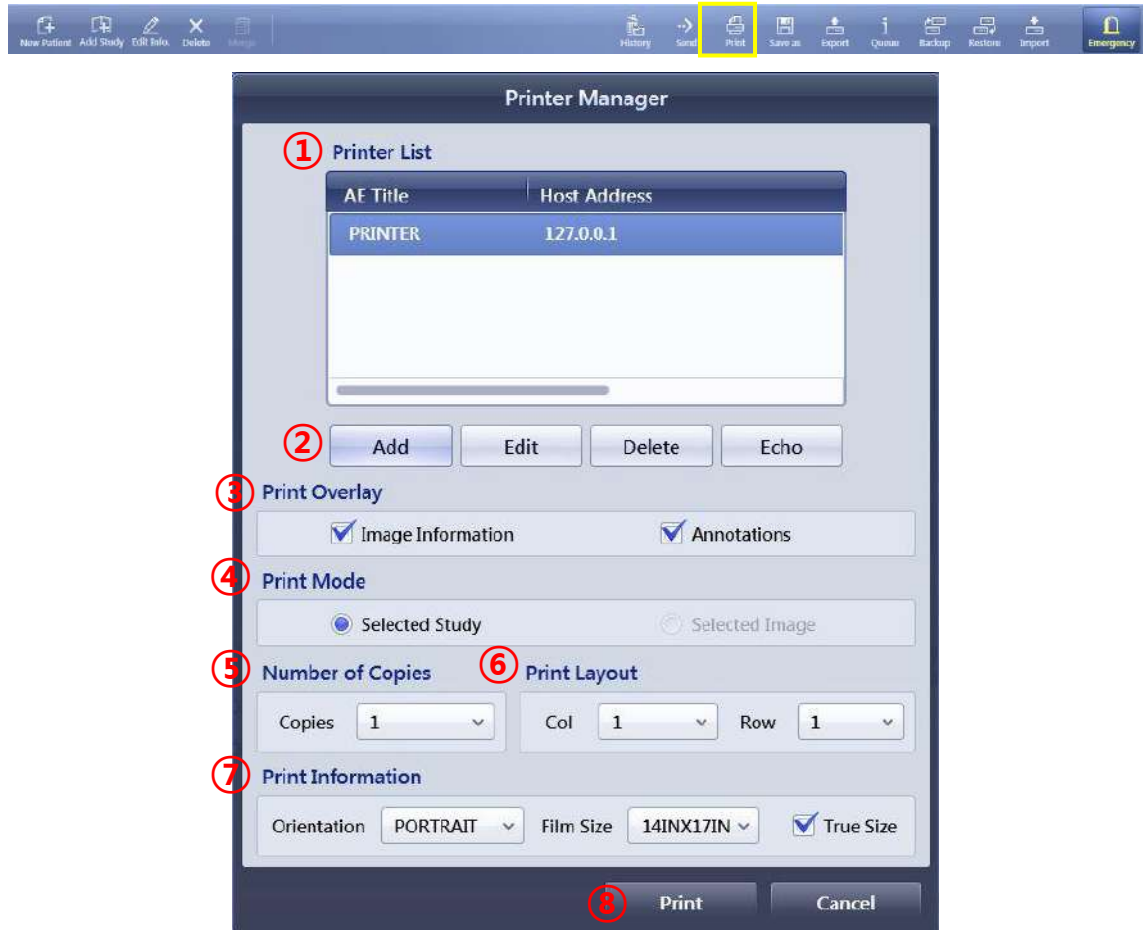 New Patient Add Study Edit Info. Delete Merge History Send Print Save as Export Queue Backup Restore Import Emergency
Printer Manager
① Printer List
AE Title Host Address
PRINTER 127.0.0.1
② Add Edit Delete Echo
③ Print Overlay
Image Information Annotations
④ Print Mode
Selected Study Selected Image
⑤ Number of Copies ⑥ Print Layout
Copies 1 Col 1 Row 1
⑦ Print Information
Orientation PORTRAIT Film Size 14INX17IN True Size
⑧ Print Cancel